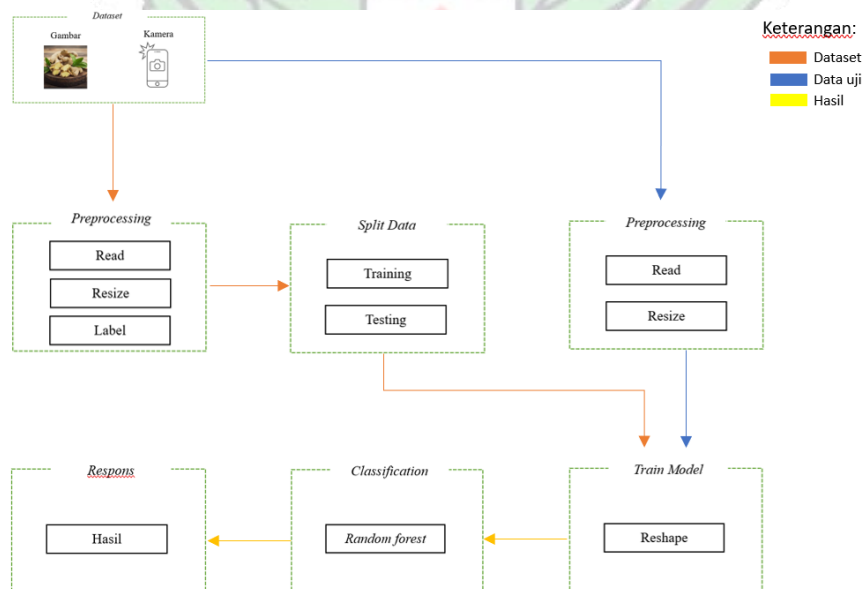 Dataset
Gambar
Kamera
Keterangan:
Dataset
Data uji
Hasil
Preprocessing
Read
Resize
Label
Split Data
Training
Testing
Preprocessing
Read
Resize
Respons
Hasil
Classification
Random forest
Train Model
Reshape